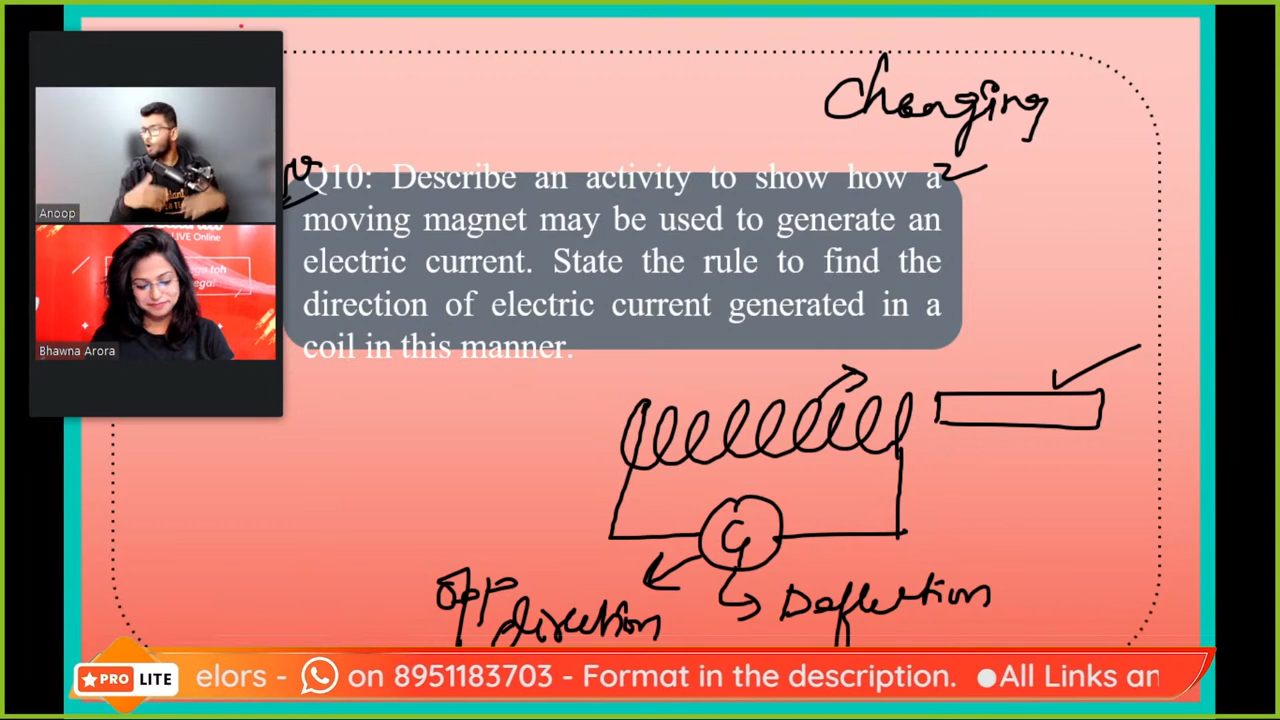 Changing
Q10: Describe an activity to show how a
moving magnet may be used to generate an
electric current. State the rule to find the
direction of electric current generated in a
coil in this manner.
Anoop
LIVE Online
Bhawna Arora
G
Opp
direction
Deflection
PRO LITE
elors - on 8951183703 - Format in the description. All Links an